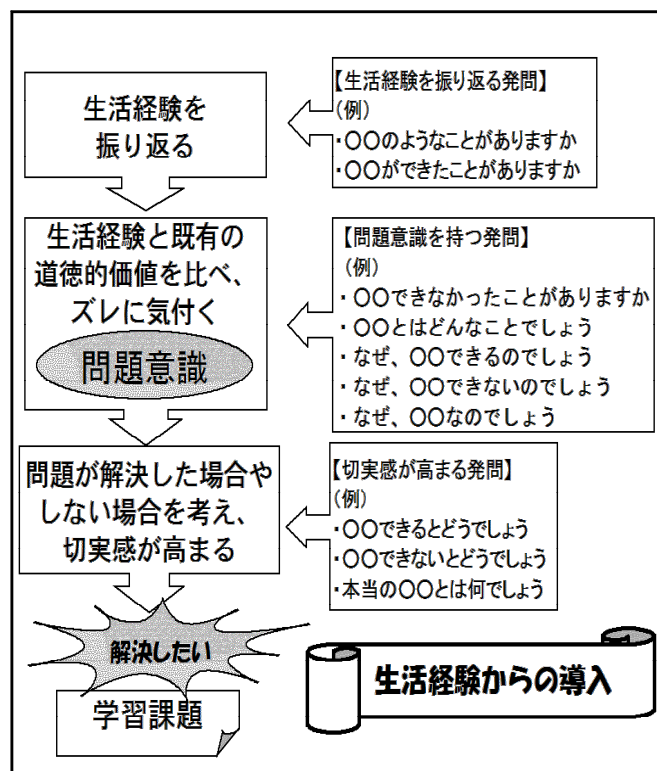 生活経験を
振り返る
【生活経験を振り返る発問】
(例)
・〇〇のようなことがありますか
・〇〇ができたことがありますか
生活経験と既有の
道徳的価値を比べ、
ズレに気付く
問題意識
【問題意識を持つ発問】
(例)
・〇〇できなかったことがありますか
・〇〇とはどんなことでしょう
・なぜ、〇〇できるのでしょう
・なぜ、〇〇できないのでしょう
・なぜ、〇〇なのでしょう
問題が解決した場合や
しない場合を考え、
切実感が高まる
【切実感が高まる発問】
(例)
・〇〇できるとどうでしょう
・〇〇できないとどうでしょう
・本当の〇〇とは何でしょう
解決したい
学習課題
生活経験からの導入